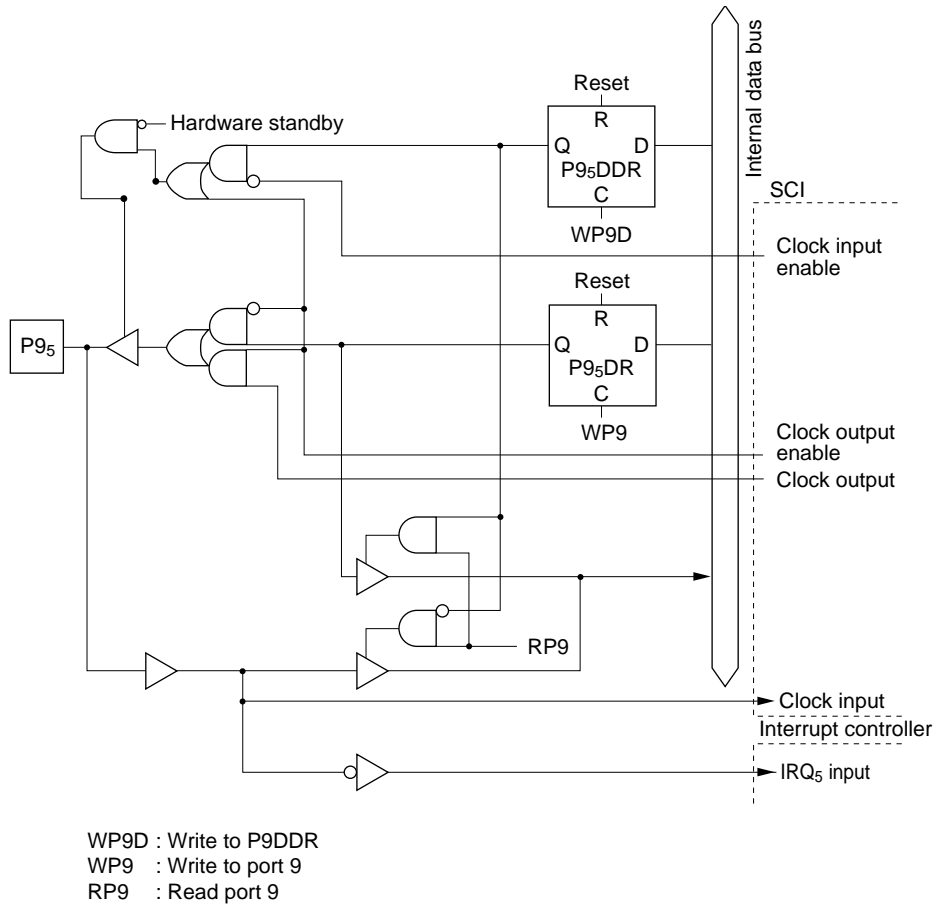 Reset
Hardware standby
R
Q
D
P9₅DDR
C
WP9D
Internal data bus
SCI
Clock input
enable
Reset
R
Q
D
P9₅DR
C
WP9
P9₅
Clock output
enable
Clock output
RP9
Clock input
Interrupt controller
IRQ₅ input
WP9D : Write to P9DDR
WP9 : Write to port 9
RP9 : Read port 9